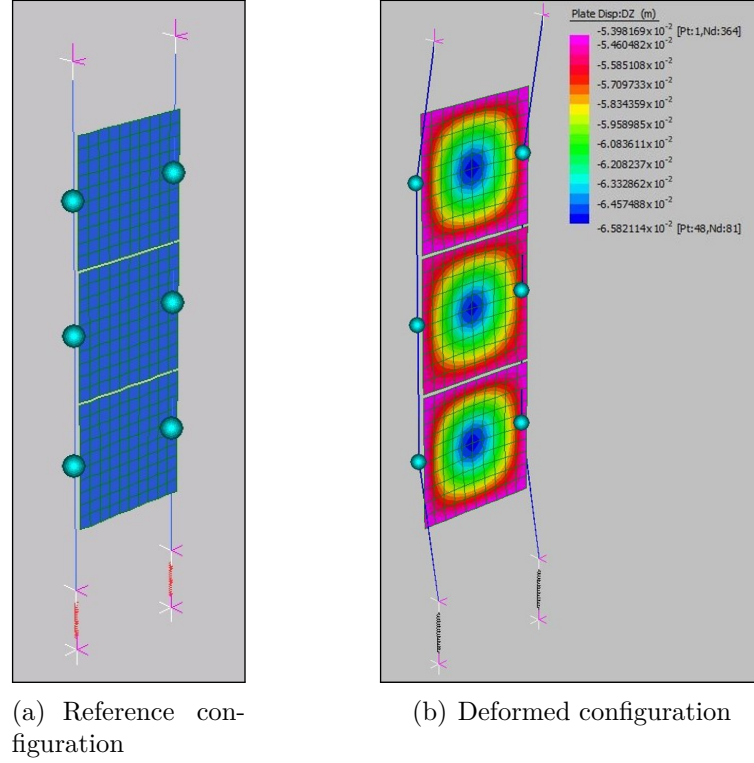 Plate Disp:DZ (m)
-5.398169x10⁻² [Pt:1,Nd:364]
-5.460482x10⁻²
-5.585108x10⁻²
-5.709733x10⁻²
-5.834359x10⁻²
-5.958985x10⁻²
-6.083611x10⁻²
-6.208237x10⁻²
-6.332862x10⁻²
-6.457488x10⁻²
-6.582114x10⁻² [Pt:48,Nd:81]
(a) Reference con-
figuration
(b) Deformed configuration